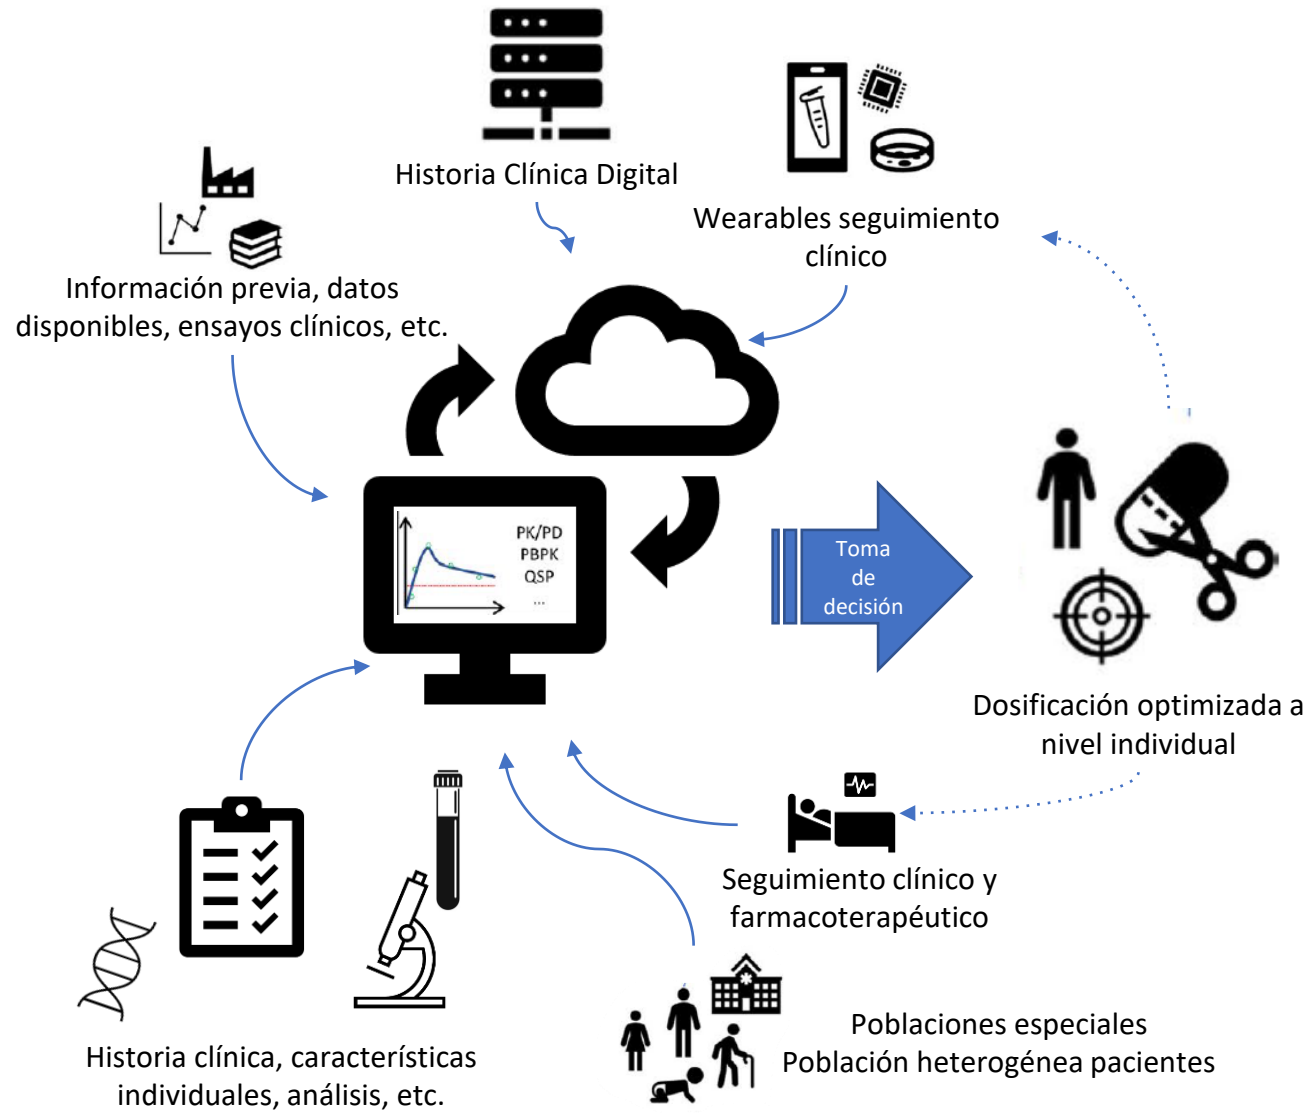 Historia Clínica Digital
Wearables seguimiento
clínico
Información previa, datos
disponibles, ensayos clínicos, etc.
PK/PD
PBPK
QSP
...
Toma
de
decisión
Dosificación optimizada a
nivel individual
Seguimiento clínico y
farmacoterapéutico
Poblaciones especiales
Población heterogénea pacientes
Historia clínica, características
individuales, análisis, etc.